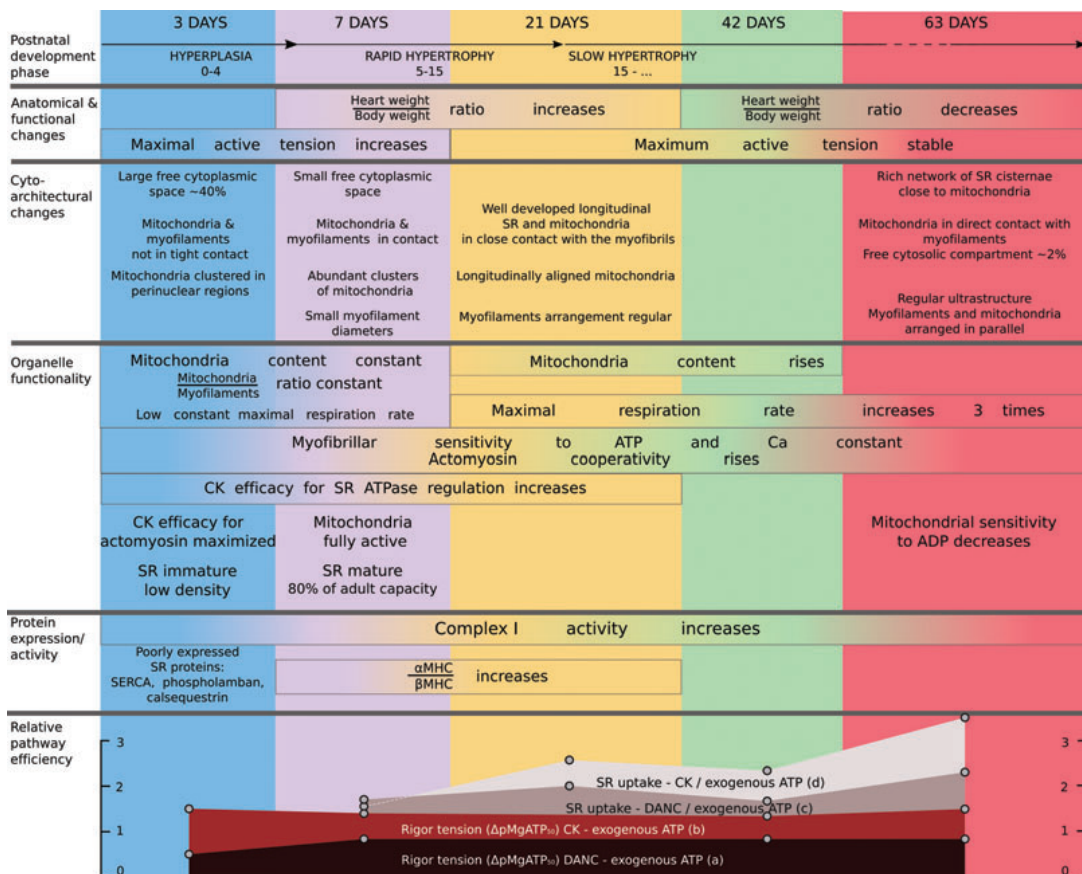 3 DAYS 7 DAYS 21 DAYS 42 DAYS 63 DAYS
Postnatal
development
phase
HYPERPLASIA
0-4
RAPID HYPERTROPHY
5-15
SLOW HYPERTROPHY
15 - ...
Anatomical &
functional
changes
Heart weight
Body weight
ratio increases
Heart weight
Body weight
ratio decreases
Maximal active tension increases
Maximum active tension stable
Cyto-
architectural
changes
Large free cytoplasmic
space ~40%
Mitochondria &
myofilaments
not in tight contact
Mitochondria clustered in
perinuclear regions
Small free cytoplasmic
space
Mitochondria &
myofilaments in contact
Abundant clusters
of mitochondria
Small myofilament
diameters
Well developed longitudinal
SR and mitochondria
in close contact with the myofibrils
Longitudinally aligned mitochondria
Myofilaments arrangement regular
Rich network of SR cisternae
close to mitochondria
Mitochondria in direct contact with
myofilaments
Free cytosolic compartment ~2%
Regular ultrastructure
Myofilaments and mitochondria
arranged in parallel
Organelle
functionality
Mitochondria content constant
Mitochondria
Myofilaments
ratio constant
Low constant maximal respiration rate
Mitochondria content rises
Maximal respiration rate increases 3 times
Myofibrillar sensitivity to ATP and Ca constant
Actomyosin cooperativity rises
CK efficacy for SR ATPase regulation increases
CK efficacy for
actomyosin maximized
SR immature
low density
Mitochondria
fully active
SR mature
80% of adult capacity
Mitochondrial sensitivity
to ADP decreases
Protein
expression/
activity
Complex I activity increases
Poorly expressed
SR proteins:
SERCA, phospholamban,
calsequestrin
αMHC
βMHC
increases
Relative
pathway
efficiency
3
2
1
0
SR uptake - CK / exogenous ATP (d)
SR uptake - DANC / exogenous ATP (c)
Rigor tension (ΔpMgATP₅₀) CK - exogenous ATP (b)
Rigor tension (ΔpMgATP₅₀) DANC - exogenous ATP (a)
3
2
1
0